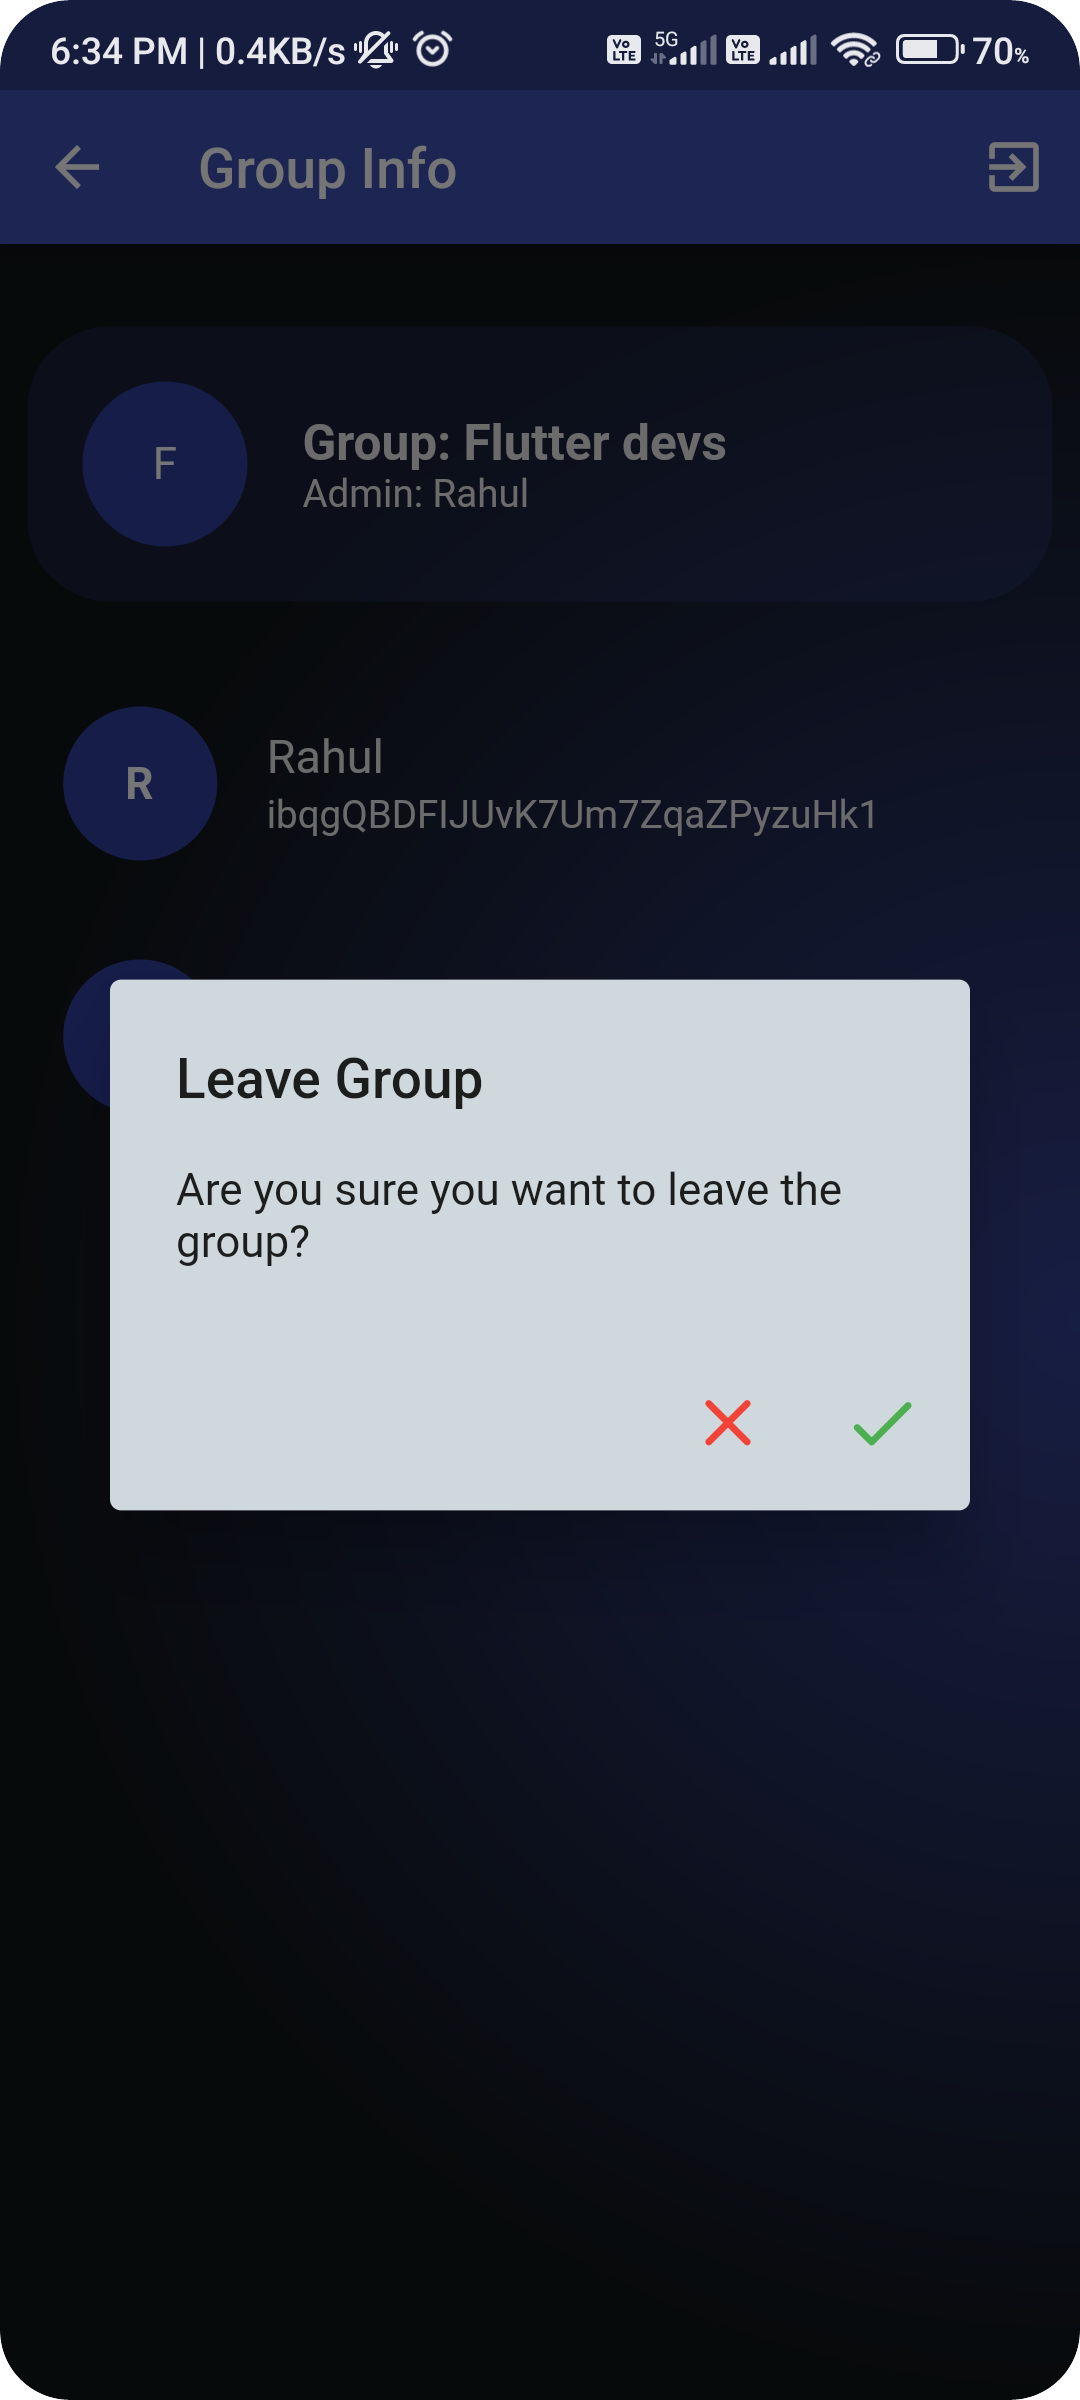 6:34 PM | 0.4KB/s Vo LTE 5G Vo LTE 70%
Group Info
F
Group: Flutter devs
Admin: Rahul
R
Rahul
ibqgQBDFIJUvK7Um7ZqaZPyzuHk1
Leave Group
Are you sure you want to leave the
group?